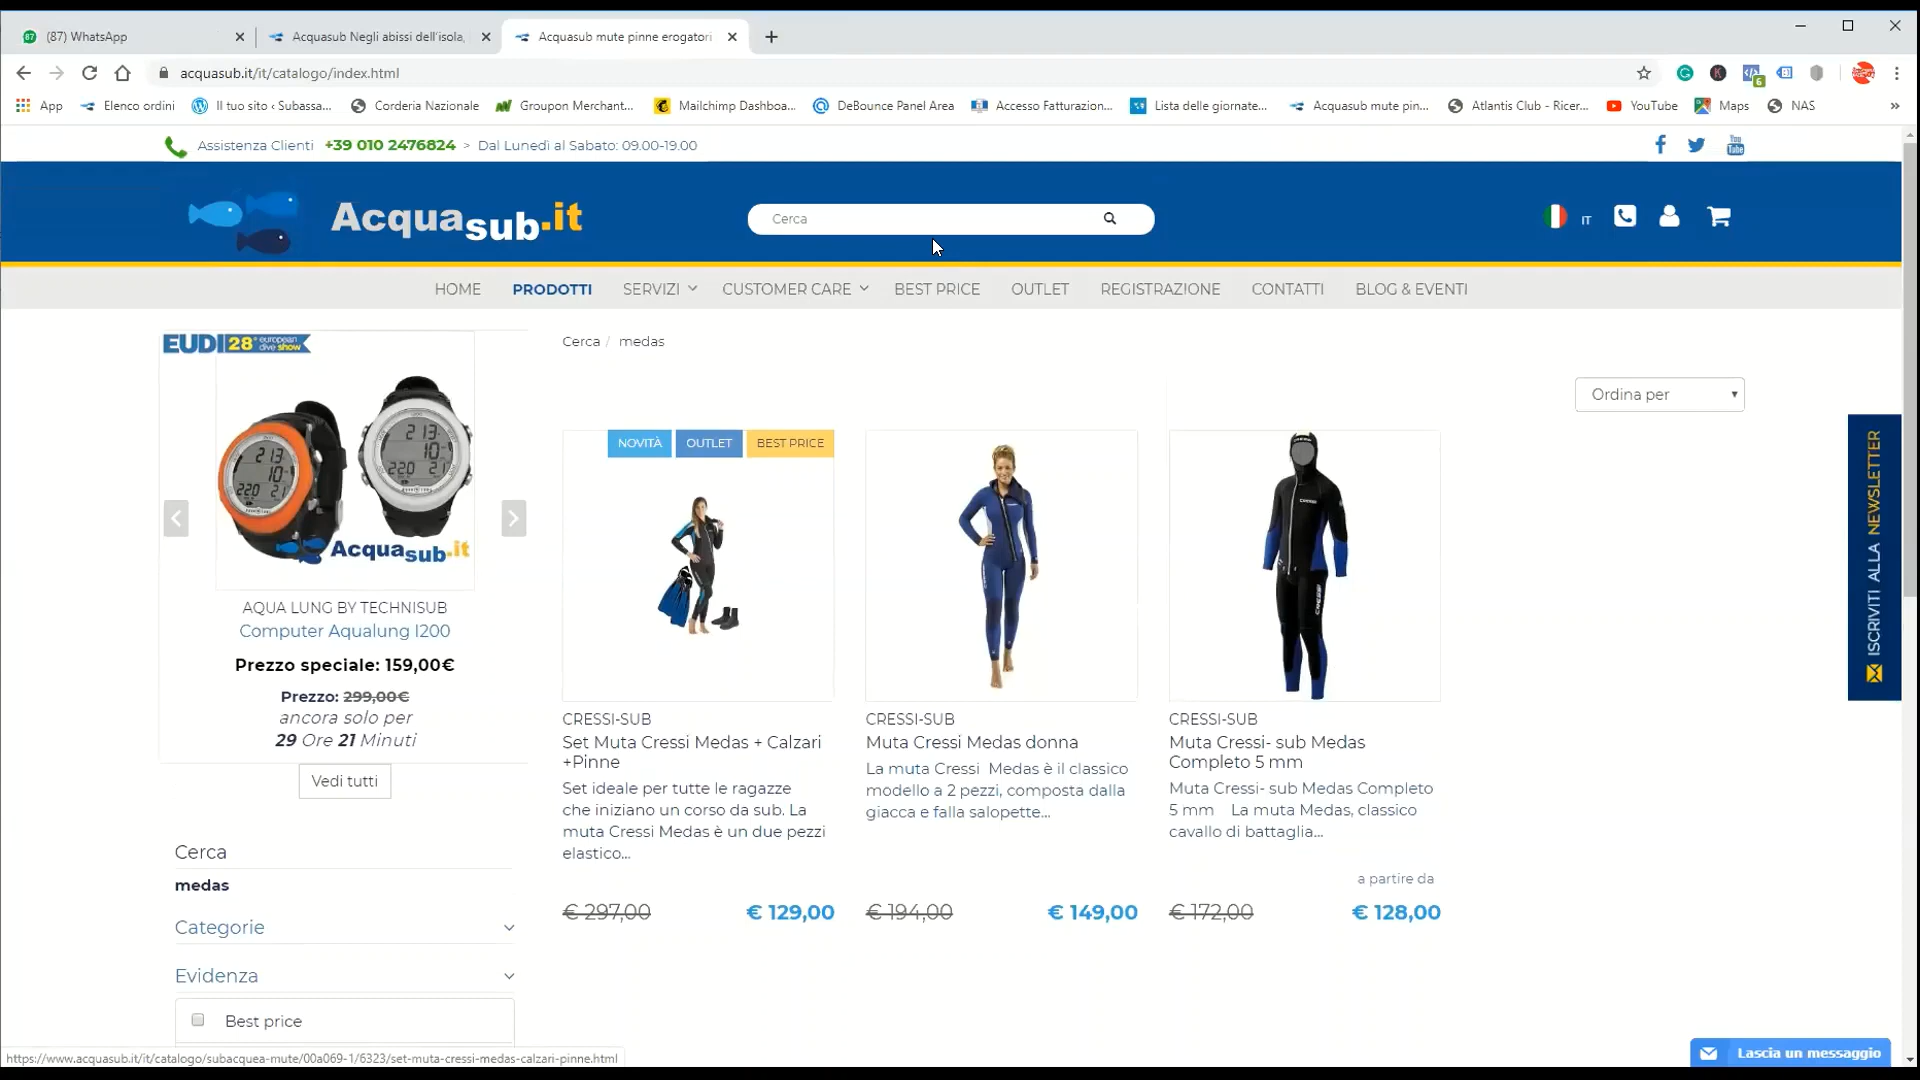 (87) WhatsApp
Acquasub Negli abissi dell'isola,
Acquasub mute pinne erogatori
acquasub.it/it/catalogo/index.html
App
Elenco ordini
Il tuo sito ‹ Subassa...
Corderia Nazionale
Groupon Merchant...
Mailchimp Dashboa...
DeBounce Panel Area
Accesso Fatturazion...
Lista delle giornate...
Acquasub mute pin...
Atlantis Club - Ricer...
YouTube
Maps
NAS
»
Assistenza Clienti +39 010 2476824 > Dal Lunedì al Sabato: 09.00-19.00
Acquasub.it
Cerca
IT
HOME
PRODOTTI
SERVIZI
CUSTOMER CARE
BEST PRICE
OUTLET
REGISTRAZIONE
CONTATTI
BLOG & EVENTI
EUDI 28° european dive show
Acquasub.it
AQUA LUNG BY TECHNISUB
Computer Aqualung I200
Prezzo speciale: 159,00€
Prezzo: 299,00€
ancora solo per
29 Ore 21 Minuti
Vedi tutti
Cerca
medas
Categorie
Evidenza
Best price
Cerca / medas
Ordina per
NOVITÀ
OUTLET
BEST PRICE
CRESSI-SUB
Set Muta Cressi Medas + Calzari
+Pinne
Set ideale per tutte le ragazze
che iniziano un corso da sub. La
muta Cressi Medas è un due pezzi
elastico...
€ 297,00 € 129,00
CRESSI-SUB
Muta Cressi Medas donna
La muta Cressi Medas è il classico
modello a 2 pezzi, composta dalla
giacca e falla salopette...
€ 194,00 € 149,00
CRESSI-SUB
Muta Cressi- sub Medas
Completo 5 mm
Muta Cressi- sub Medas Completo
5 mm La muta Medas, classico
cavallo di battaglia...
a partire da
€ 172,00 € 128,00
ISCRIVITI ALLA NEWSLETTER
https://www.acquasub.it/it/catalogo/subacquea-mute/00a069-1/6323/set-muta-cressi-medas-calzari-pinne.html
Lascia un messaggio